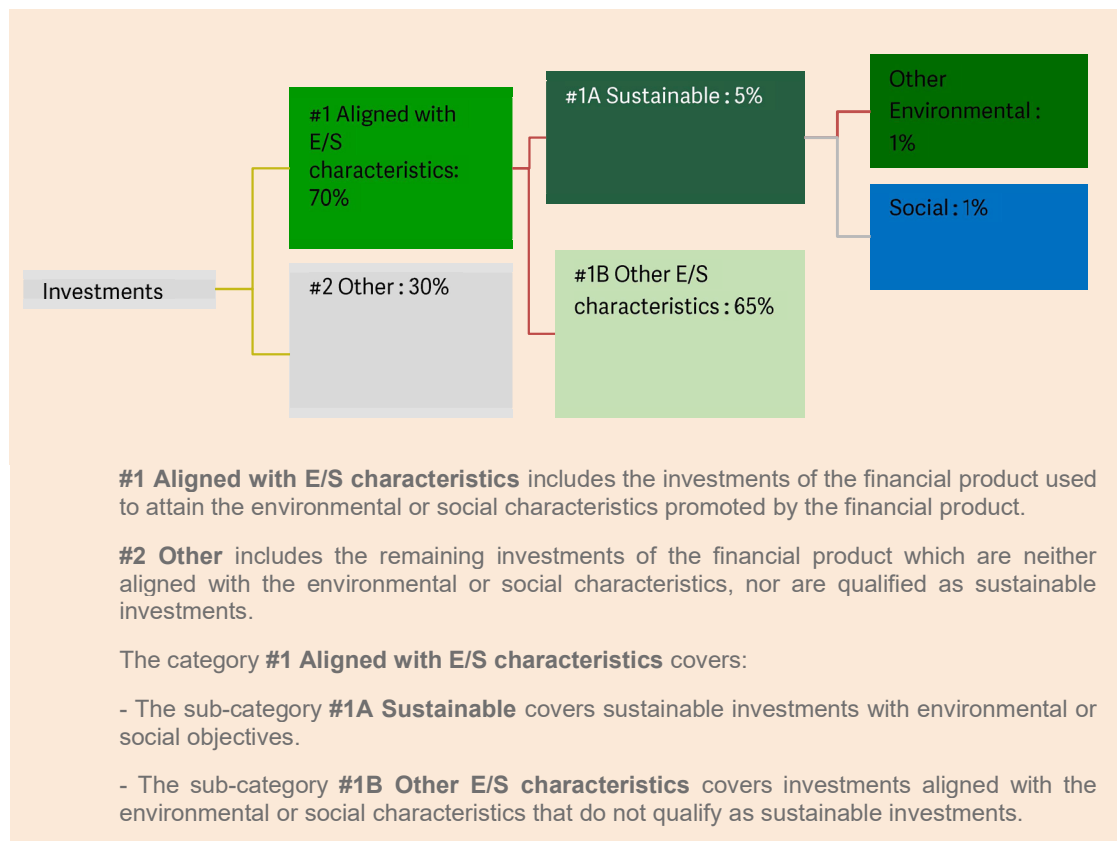 Investments
#1 Aligned with
E/S
characteristics:
70%
#2 Other : 30%
#1A Sustainable : 5%
#1B Other E/S
characteristics : 65%
Other
Environmental :
1%
Social : 1%
#1 Aligned with E/S characteristics includes the investments of the financial product used
to attain the environmental or social characteristics promoted by the financial product.
#2 Other includes the remaining investments of the financial product which are neither
aligned with the environmental or social characteristics, nor are qualified as sustainable
investments.
The category #1 Aligned with E/S characteristics covers:
- The sub-category #1A Sustainable covers sustainable investments with environmental or
social objectives.
- The sub-category #1B Other E/S characteristics covers investments aligned with the
environmental or social characteristics that do not qualify as sustainable investments.